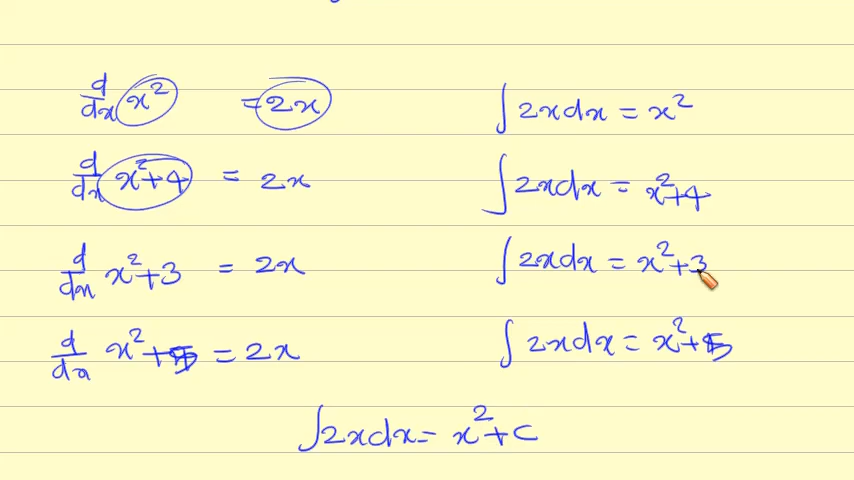 d/dx x² = 2x ∫ 2x dx = x²
d/dx x²+4 = 2x ∫ 2x dx = x²+4
d/dx x²+3 = 2x ∫ 2x dx = x²+3
d/dx x²+5 = 2x ∫ 2x dx = x²+5
∫ 2x dx = x²+c